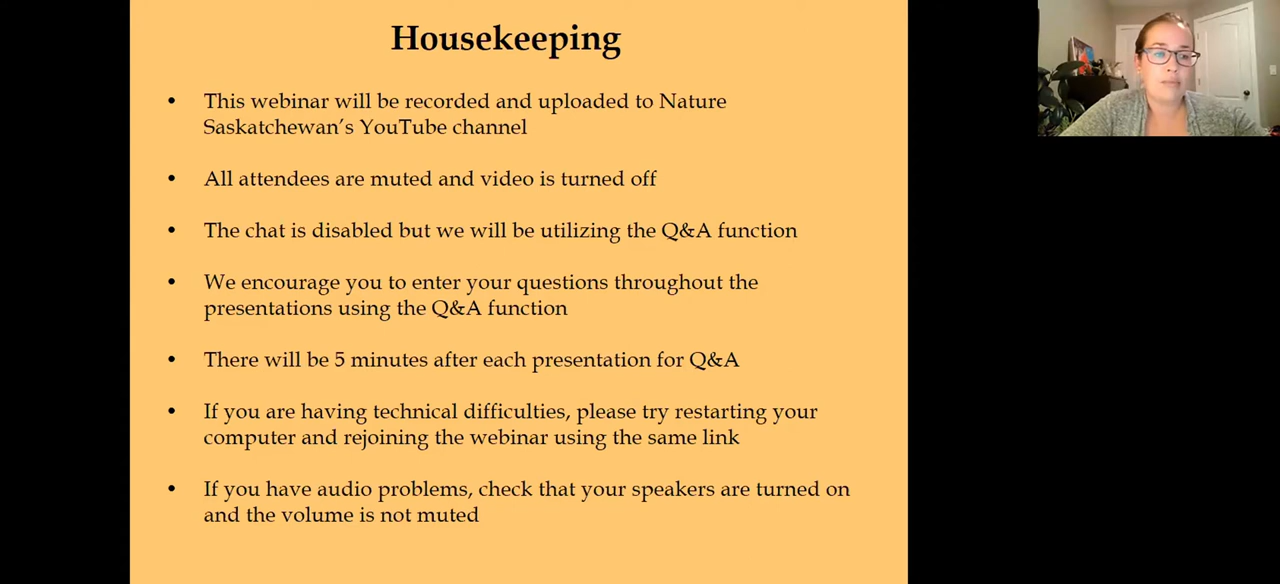 Housekeeping
• This webinar will be recorded and uploaded to Nature
Saskatchewan's YouTube channel
• All attendees are muted and video is turned off
• The chat is disabled but we will be utilizing the Q&A function
• We encourage you to enter your questions throughout the
presentations using the Q&A function
• There will be 5 minutes after each presentation for Q&A
• If you are having technical difficulties, please try restarting your
computer and rejoining the webinar using the same link
• If you have audio problems, check that your speakers are turned on
and the volume is not muted